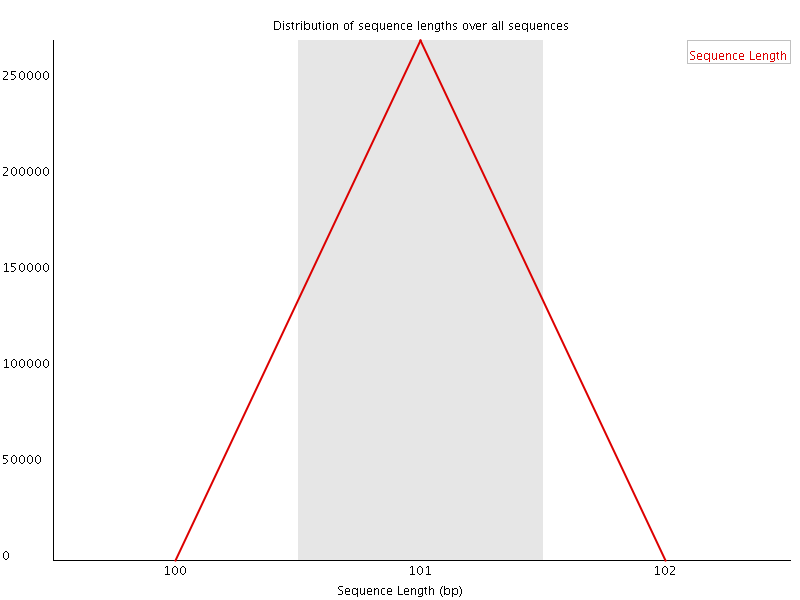 Distribution of sequence lengths over all sequences
Sequence Length
250000
200000
150000
100000
50000
0
100 101 102
Sequence Length (bp)